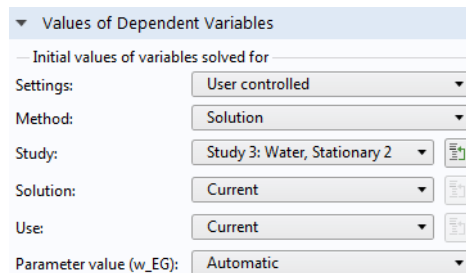 Values of Dependent Variables
Initial values of variables solved for
Settings: User controlled
Method: Solution
Study: Study 3: Water, Stationary 2
Solution: Current
Use: Current
Parameter value (w_EG): Automatic